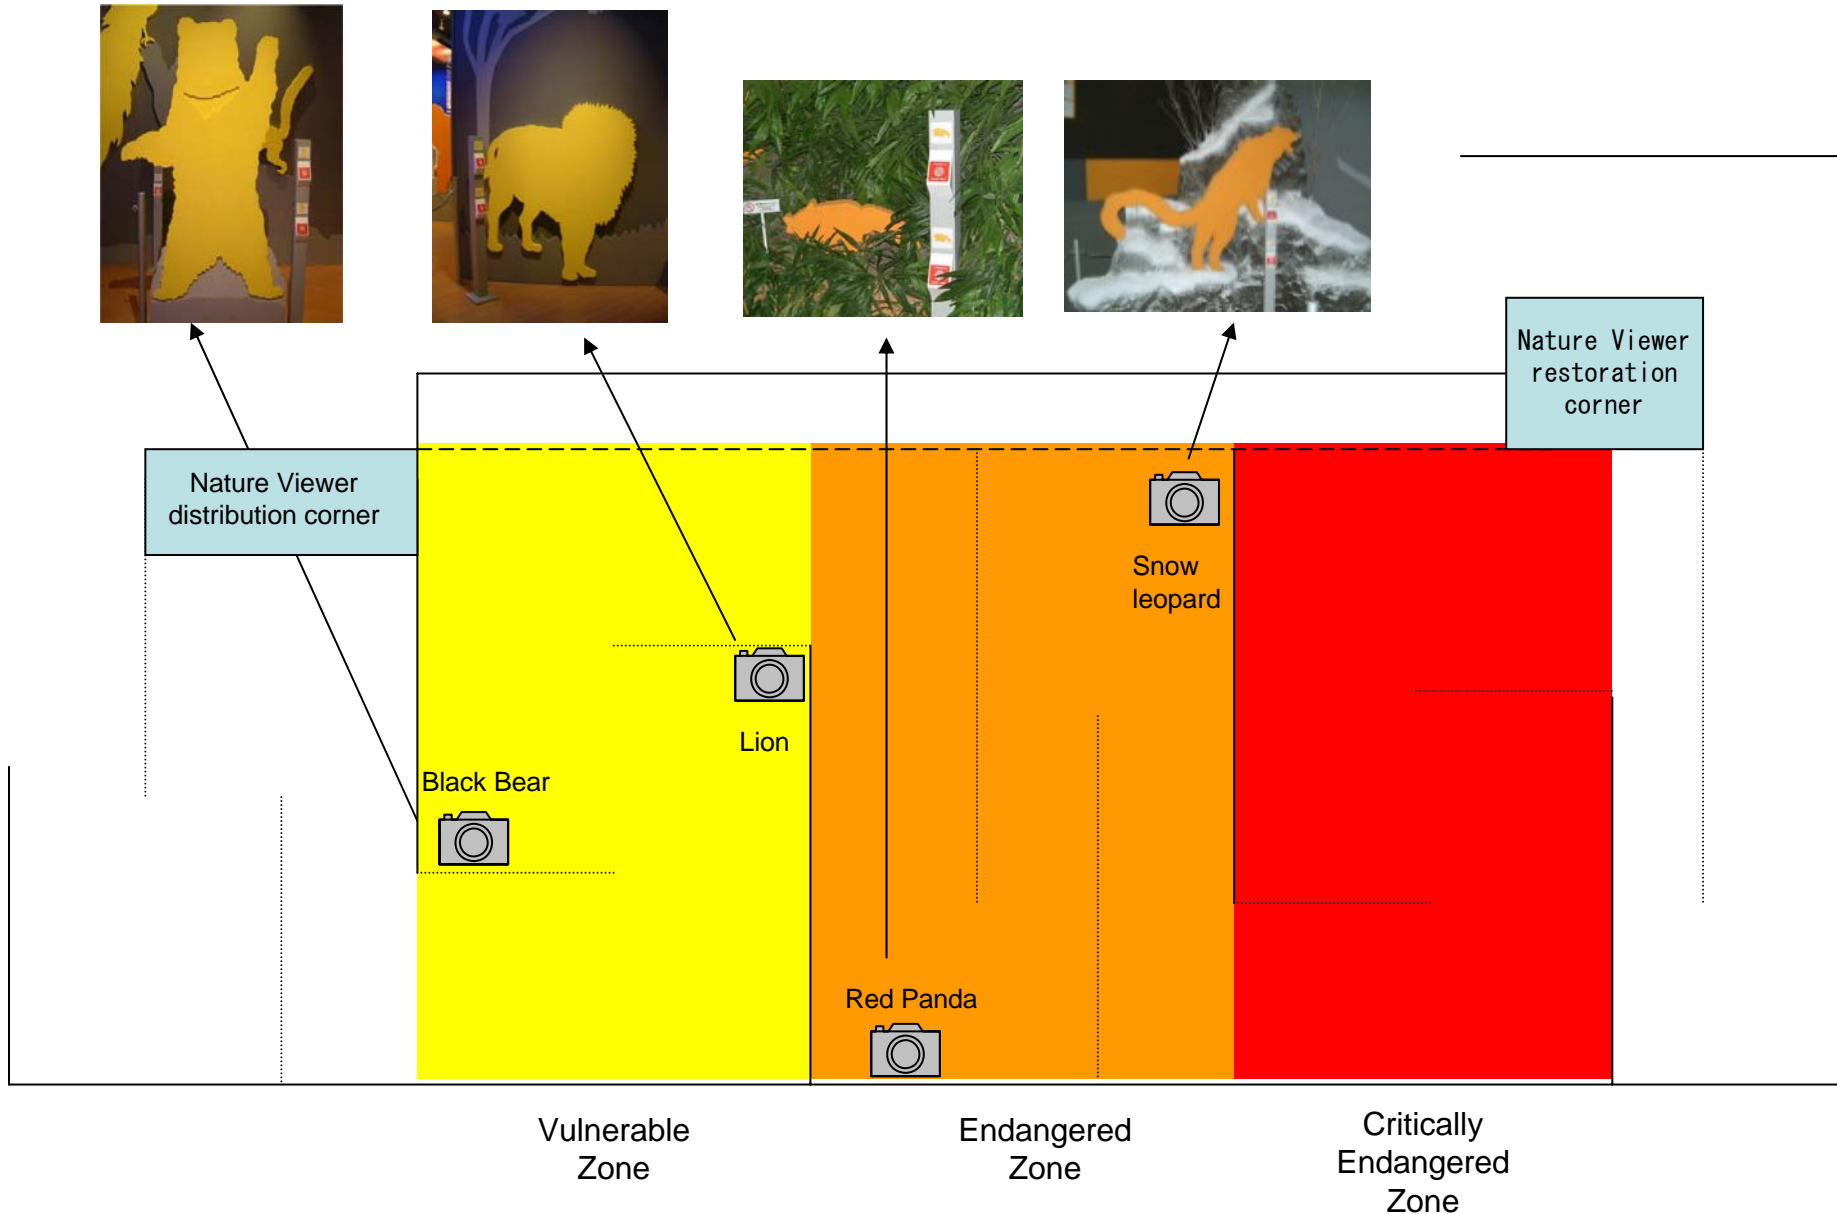 Nature Viewer
restoration
corner
Nature Viewer
distribution corner
Snow
leopard
Lion
Black Bear
Red Panda
Vulnerable
Zone
Endangered
Zone
Critically
Endangered
Zone